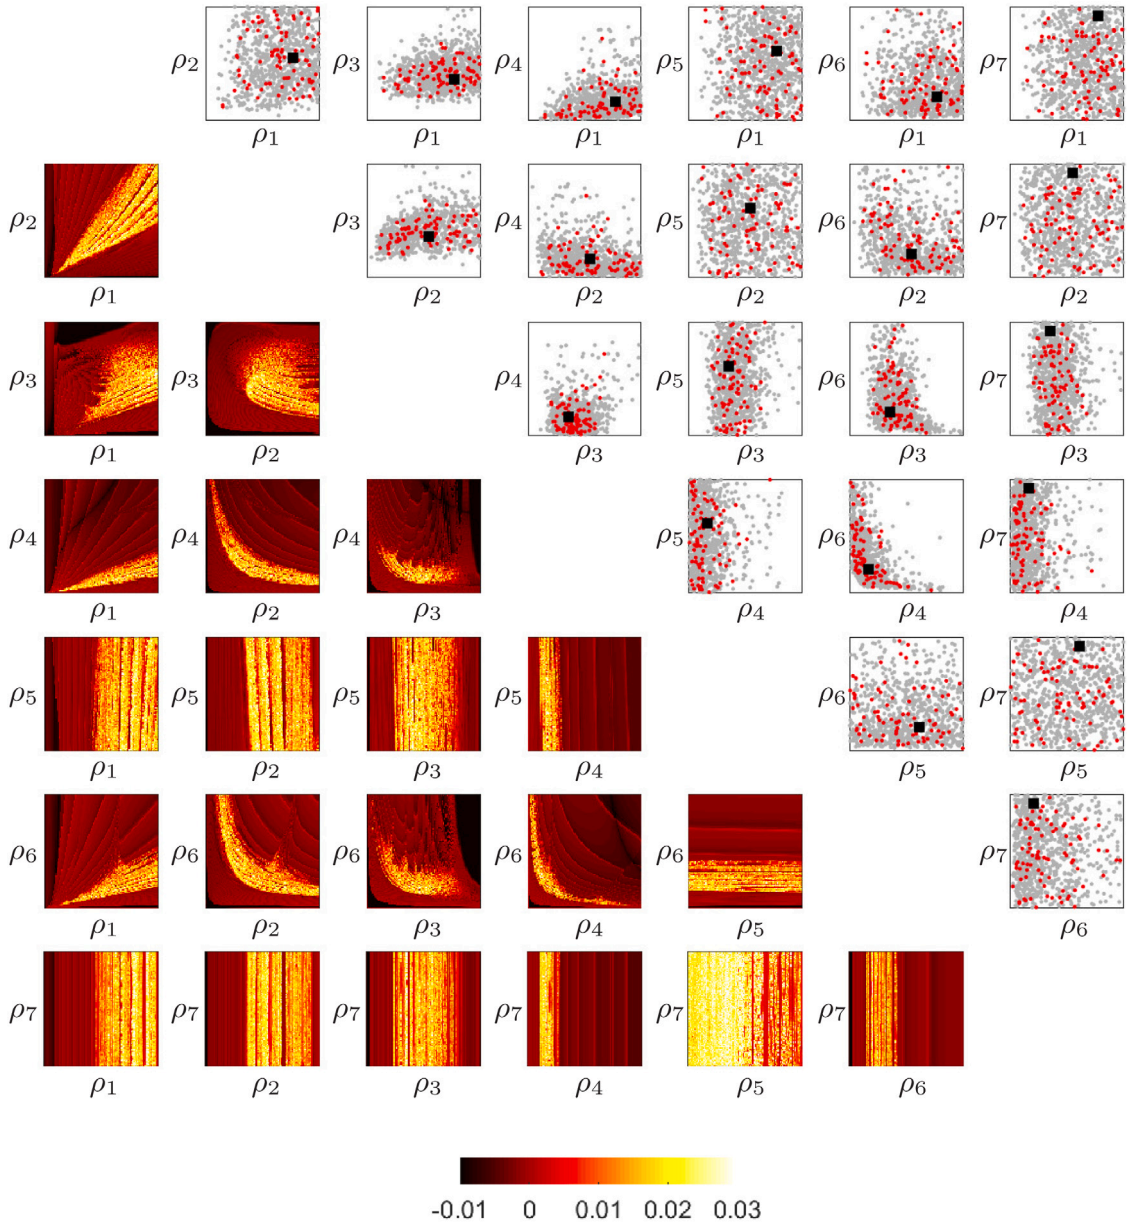 ρ2 ρ3 ρ4 ρ5 ρ6 ρ7
ρ1 ρ1 ρ1 ρ1 ρ1 ρ1
ρ2 ρ3 ρ4 ρ5 ρ6 ρ7
ρ1 ρ2 ρ2 ρ2 ρ2 ρ2
ρ3 ρ3 ρ4 ρ5 ρ6 ρ7
ρ1 ρ2 ρ3 ρ3 ρ3 ρ3
ρ4 ρ4 ρ4 ρ5 ρ6 ρ7
ρ1 ρ2 ρ3 ρ4 ρ4 ρ4
ρ5 ρ5 ρ5 ρ5 ρ6 ρ7
ρ1 ρ2 ρ3 ρ4 ρ5 ρ5
ρ6 ρ6 ρ6 ρ6 ρ6 ρ7
ρ1 ρ2 ρ3 ρ4 ρ5 ρ6
ρ7 ρ7 ρ7 ρ7 ρ7 ρ7
ρ1 ρ2 ρ3 ρ4 ρ5 ρ6
-0.01 0 0.01 0.02 0.03